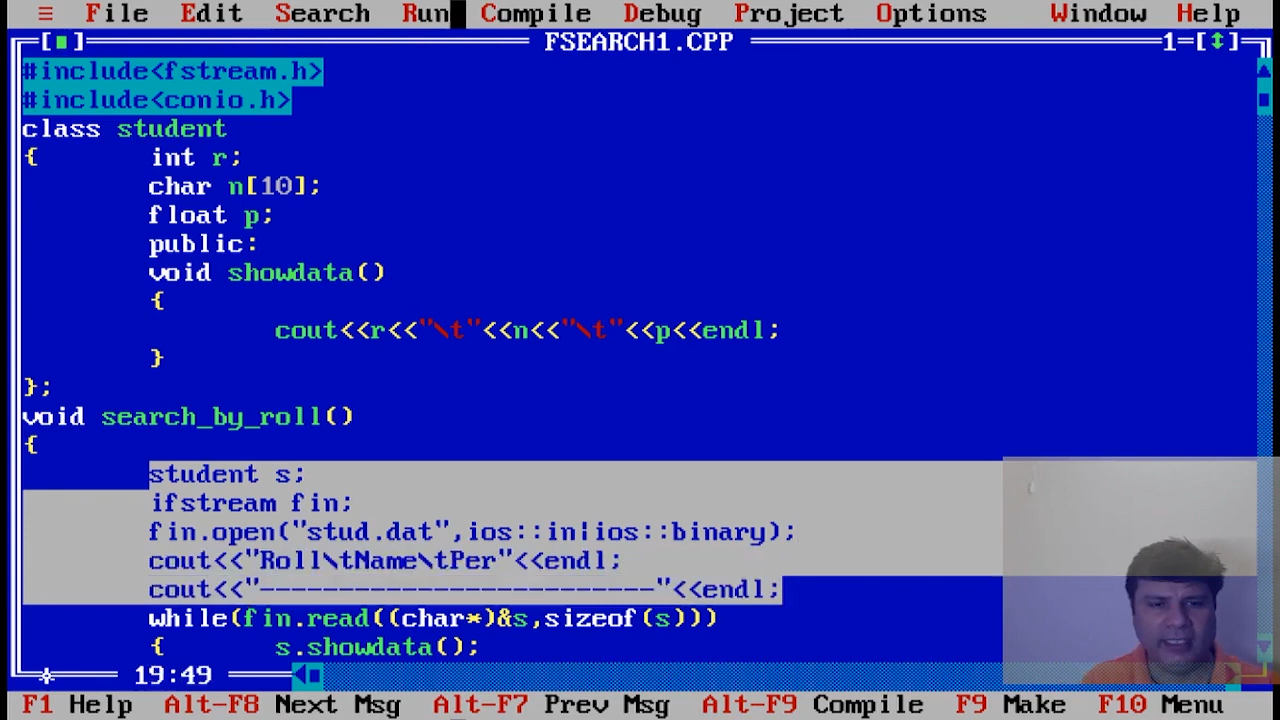 ≡ File Edit Search Run Compile Debug Project Options Window Help
[■] FSEARCH1.CPP 1=[↕]
#include<fstream.h>
#include<conio.h>
class student
{ int r;
char n[10];
float p;
public:
void showdata()
{
cout<<r<<"\t"<<n<<"\t"<<p<<endl;
}
};
void search_by_roll()
{
student s;
ifstream fin;
fin.open("stud.dat",ios::in|ios::binary);
cout<<"Roll\tName\tPer"<<endl;
cout<<"-------------------------"<<endl;
while(fin.read((char*)&s,sizeof(s)))
{ s.showdata();
19:49
F1 Help Alt-F8 Next Msg Alt-F7 Prev Msg Alt-F9 Compile F9 Make F10 Menu